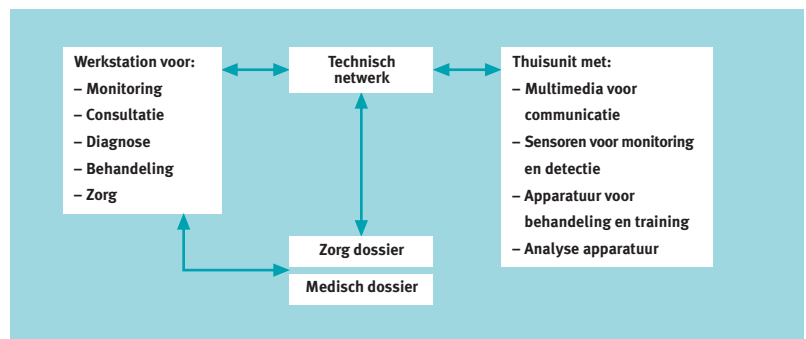 Werkstation voor:
– Monitoring
– Consultatie
– Diagnose
– Behandeling
– Zorg
Technisch
netwerk
Thuisunit met:
– Multimedia voor
communicatie
– Sensoren voor monitoring
en detectie
– Apparatuur voor
behandeling en training
– Analyse apparatuur
Zorg dossier
Medisch dossier